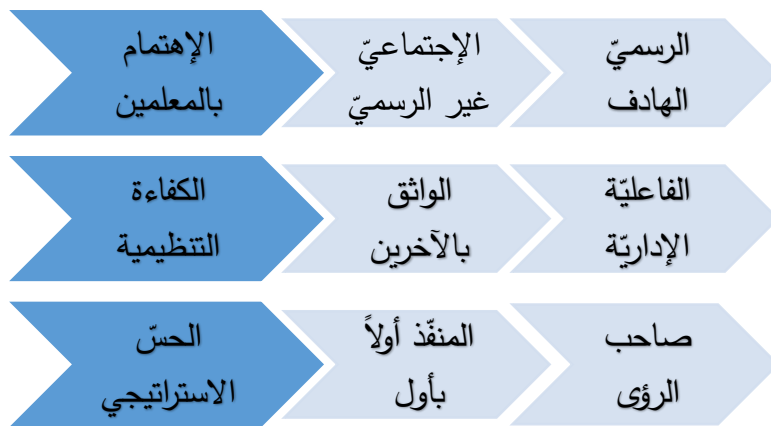 الإهتمام
بالمعلمين
الإجتماعيّ
غير الرسميّ
الرسميّ
الهادف
الكفاءة
التنظيمية
الواثق
بالآخرين
الفاعليّة
الإداريّة
الحسّ
الاستراتيجي
المنفّذ أولاً
بأول
صاحب
الرؤى